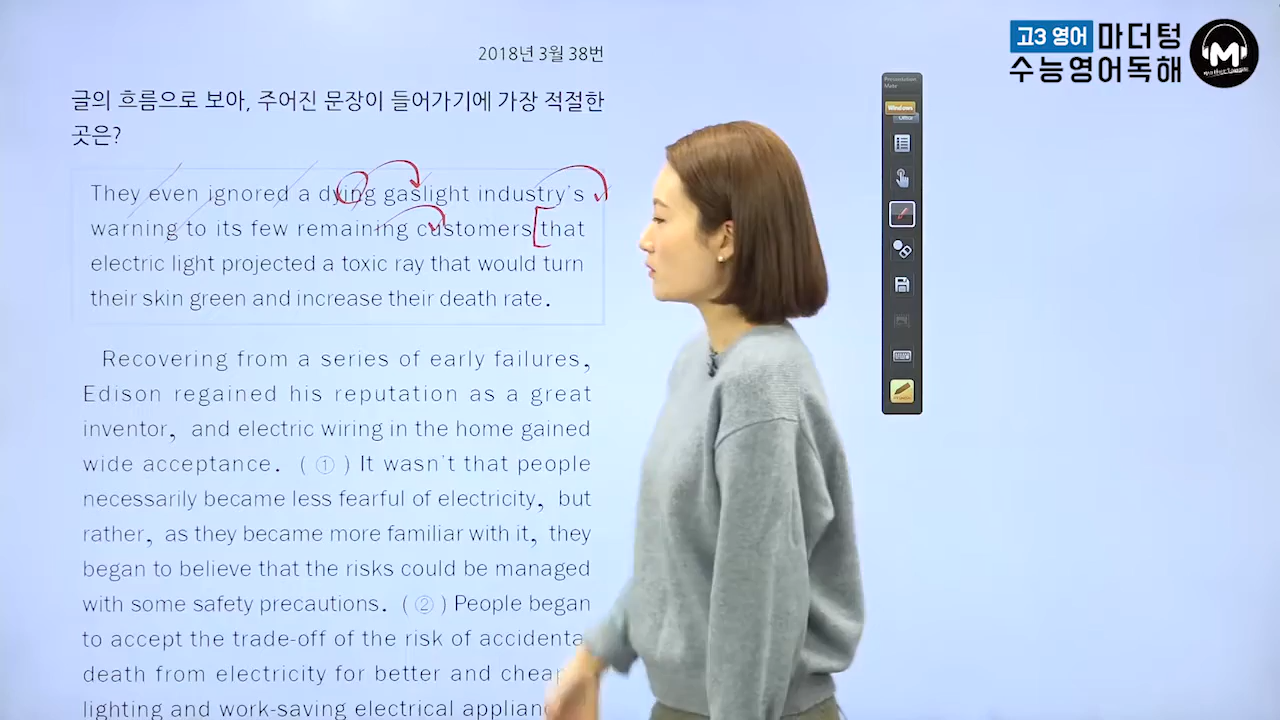 2018년 3월 38번
고3 영어 마더텅
수능영어독해
M
글의 흐름으로 보아, 주어진 문장이 들어가기에 가장 적절한
곳은?
Presentation
Mate
Windows
Office
They even ignored a dying gaslight industry's
warning to its few remaining customers that
electric light projected a toxic ray that would turn
their skin green and increase their death rate.
Recovering from a series of early failures,
Edison regained his reputation as a great
inventor, and electric wiring in the home gained
wide acceptance. ( ① ) It wasn't that people
necessarily became less fearful of electricity, but
rather, as they became more familiar with it, they
began to believe that the risks could be managed
with some safety precautions. ( ② ) People began
to accept the trade-off of the risk of accidenta
death from electricity for better and cheap
lighting and work-saving electrical applian